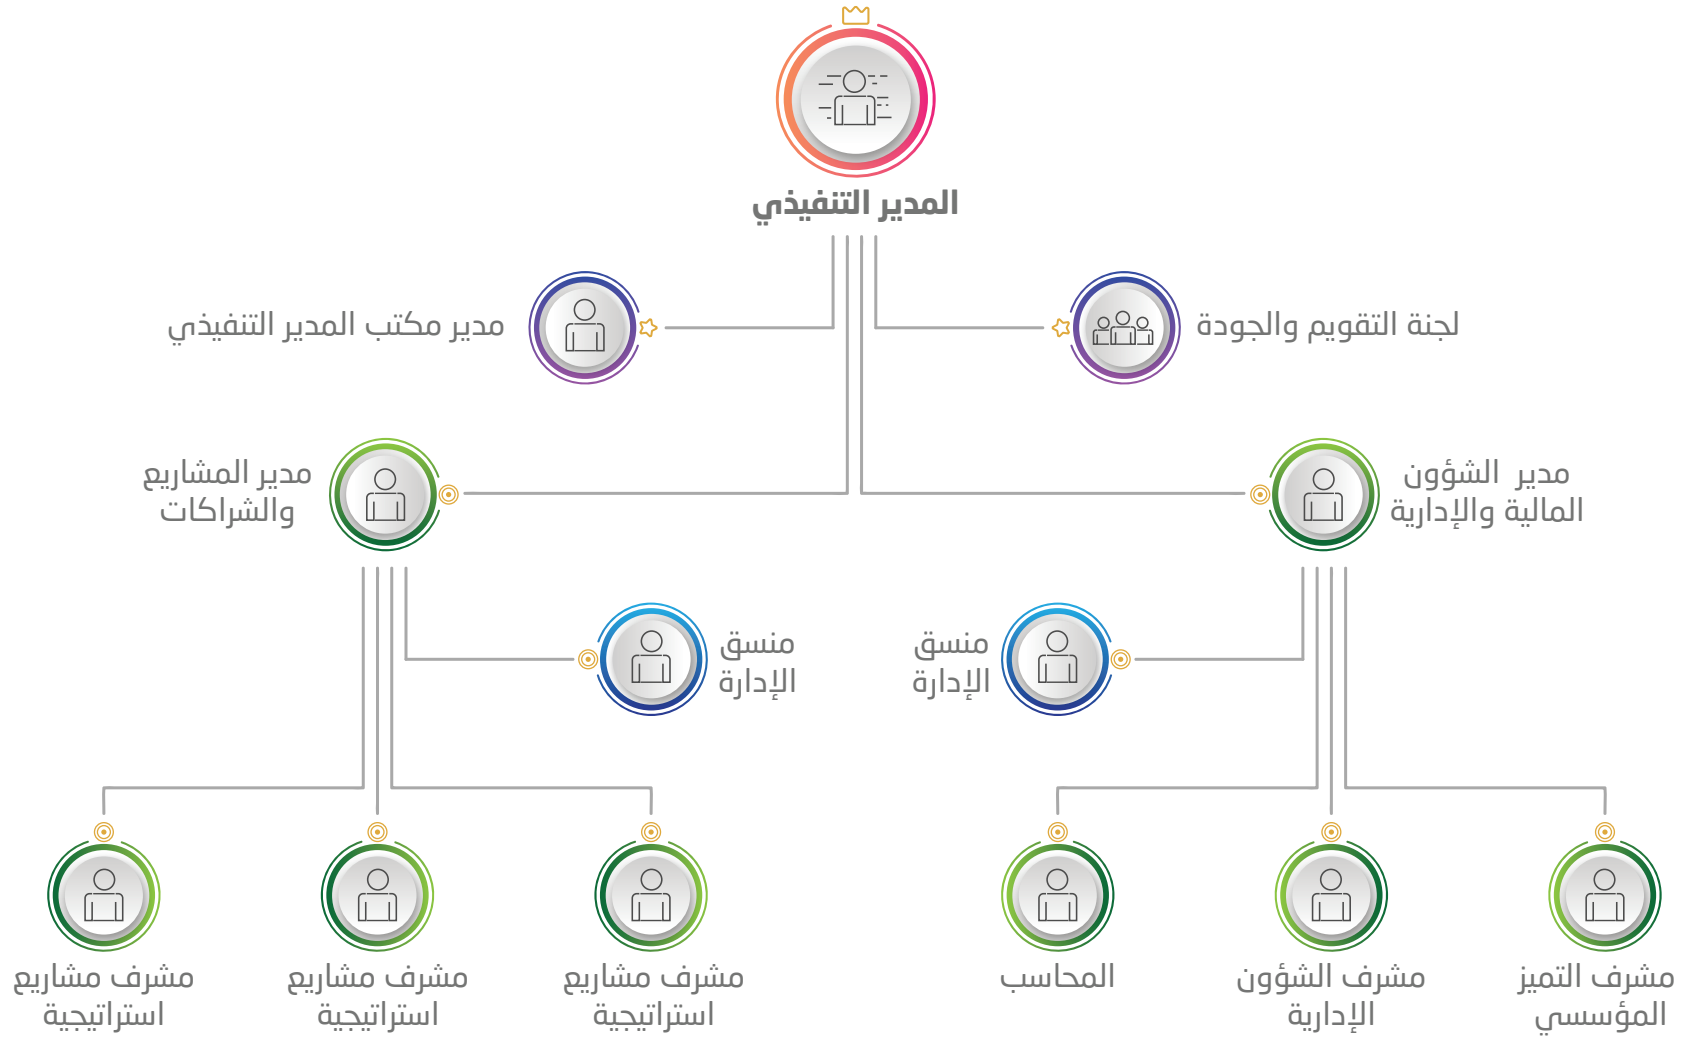 المدير التنفيذي
لجنة التقويم والجودة
مدير مكتب المدير التنفيذي
مدير الشؤون
المالية والإدارية
مدير المشاريع
والشراكات
منسق
الإدارة
منسق
الإدارة
مشرف التميز
المؤسسي
مشرف الشؤون
الإدارية
المحاسب
مشرف مشاريع
استراتيجية
مشرف مشاريع
استراتيجية
مشرف مشاريع
استراتيجية